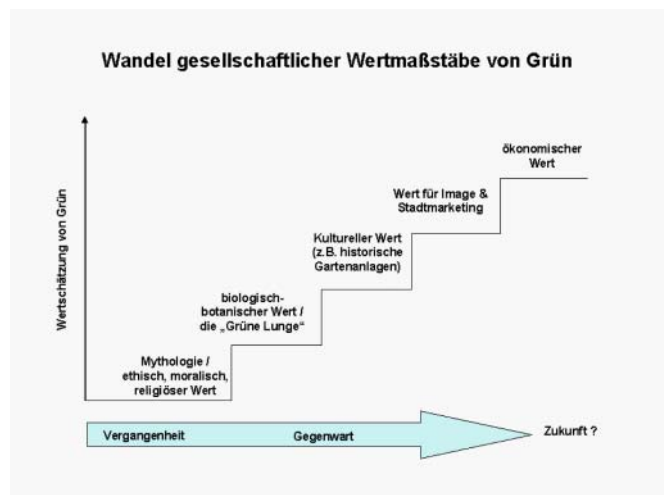 Wandel gesellschaftlicher Wertmaßstäbe von Grün
Wertschätzung von Grün
ökonomischer
Wert
Wert für Image &
Stadtmarketing
Kultureller Wert
(z.B. historische
Gartenanlagen)
biologisch-
botanischer Wert /
die „Grüne Lunge"
Mythologie /
ethisch, moralisch,
religiöser Wert
Vergangenheit
Gegenwart
Zukunft ?